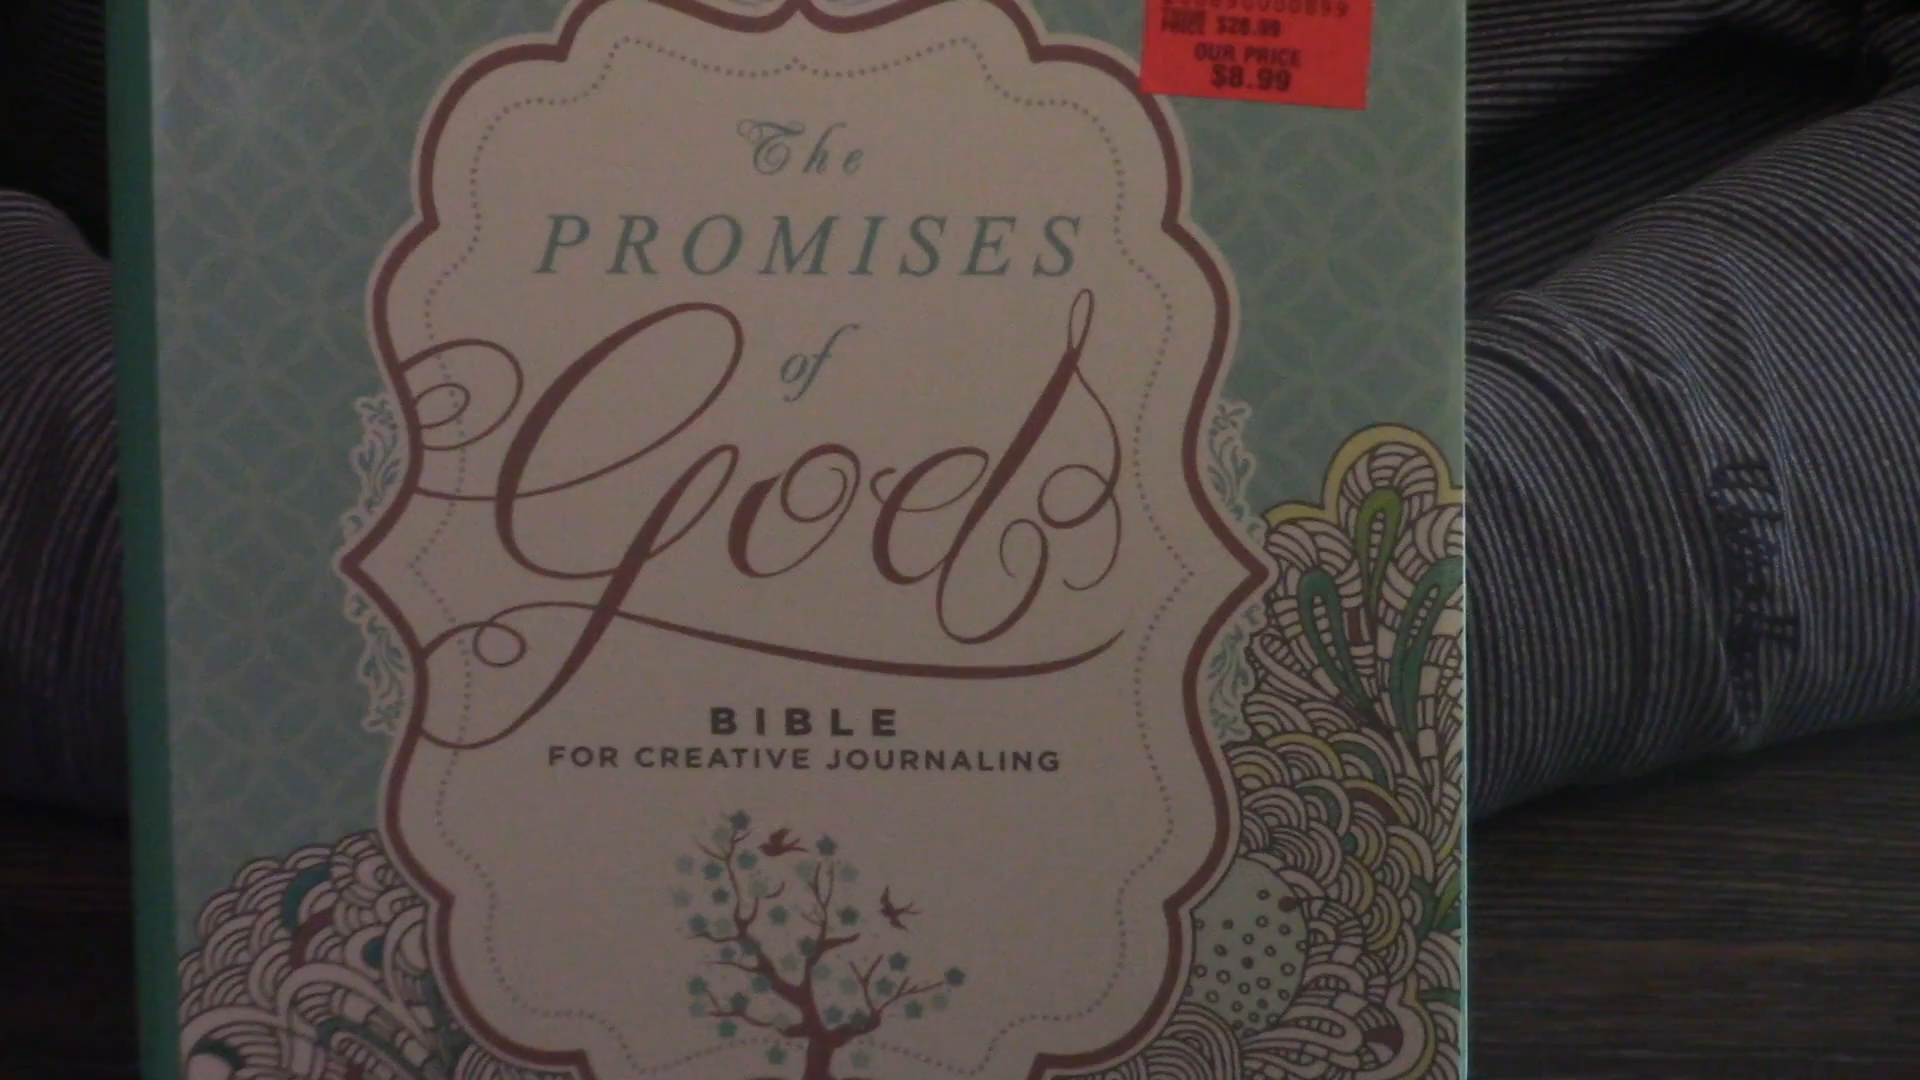 PRICE $28.99
OUR PRICE
$8.99
The
PROMISES
of
God
BIBLE
FOR CREATIVE JOURNALING